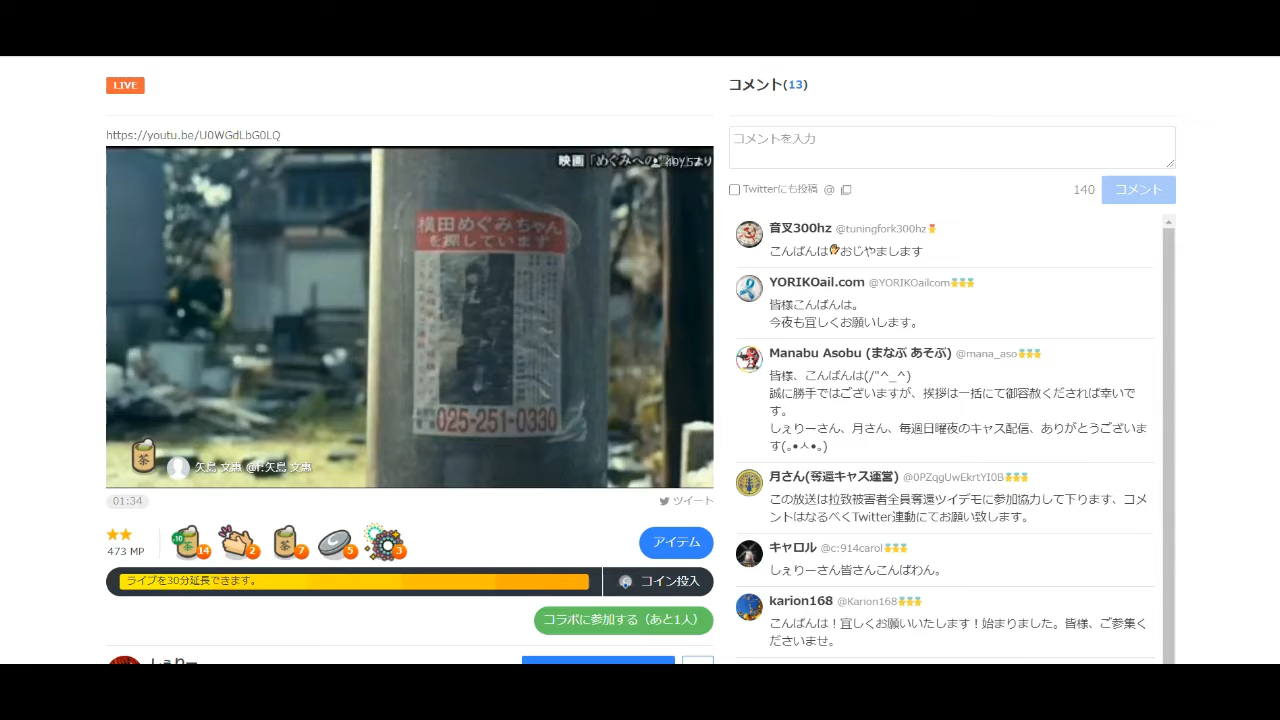 LIVE
https://youtu.be/U0WGdLbG0LQ
映画「めぐみへの
より
横田めぐみちゃん
を探しています
025-251-0330
茶
矢島 文恵 @f:矢島 文恵
01:34
ツイート
473 MP
+10
茶
14
2
茶
7
5
3
アイテム
ライブを30分延長できます。
コイン投入
コラボに参加する（あと1人）
しぇりー
コメント(13)
コメントを入力
Twitterにも投稿 @
140
コメント
音叉300hz @tuningfork300hz
こんばんは おじゃまします
YORIKOail.com @YORIKOailcom
皆様こんばんは。
今夜も宜しくお願いします。
Manabu Asobu (まなぶ あそぶ) @mana_aso
皆様、こんばんは(/"^_^)
誠に勝手ではございますが、挨拶は一括にて御容赦くだされば幸いで
す。
しぇりーさん、月さん、毎週日曜夜のキャス配信、ありがとうございま
す(｡•人•｡)
月さん(奪還キャス運営) @0PZqgUwEkrtYI0B
この放送は拉致被害者全員奪還ツイデモに参加協力して下ります、コメ
ントはなるべくTwitter連動にてお願い致します。
キャロル @c:914carol
しぇりーさん皆さんこんばわん。
karion168 @Karion168
こんばんは！宜しくお願いいたします！始まりました。皆様、ご参集く
ださいませ。